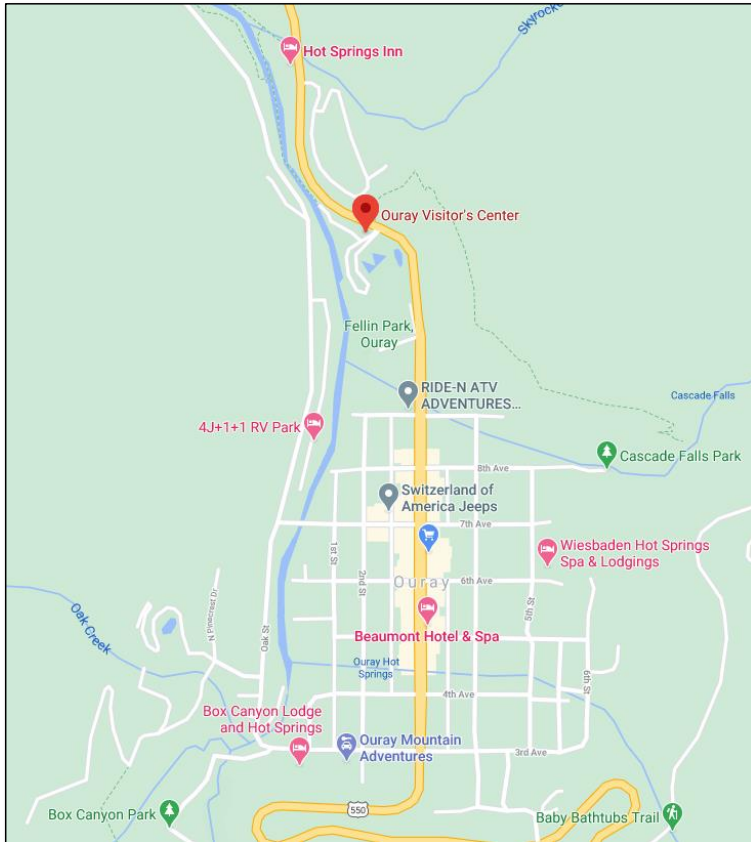 Skyrocke
Hot Springs Inn
Ouray Visitor's Center
Fellin Park,
Ouray
RIDE-N ATV
ADVENTURES...
Cascade Falls
4J+1+1 RV Park
Cascade Falls Park
8th Ave
Switzerland of
America Jeeps
7th Ave
1st St
2nd St
Wiesbaden Hot Springs
Spa & Lodgings
Ouray
6th Ave
5th St
N Pinecrest Dr
Oak St
Oak Creek
Beaumont Hotel & Spa
Ouray Hot
Springs
6th St
4th Ave
Box Canyon Lodge
and Hot Springs
Ouray Mountain
Adventures
3rd Ave
550
Box Canyon Park
Baby Bathtubs Trail